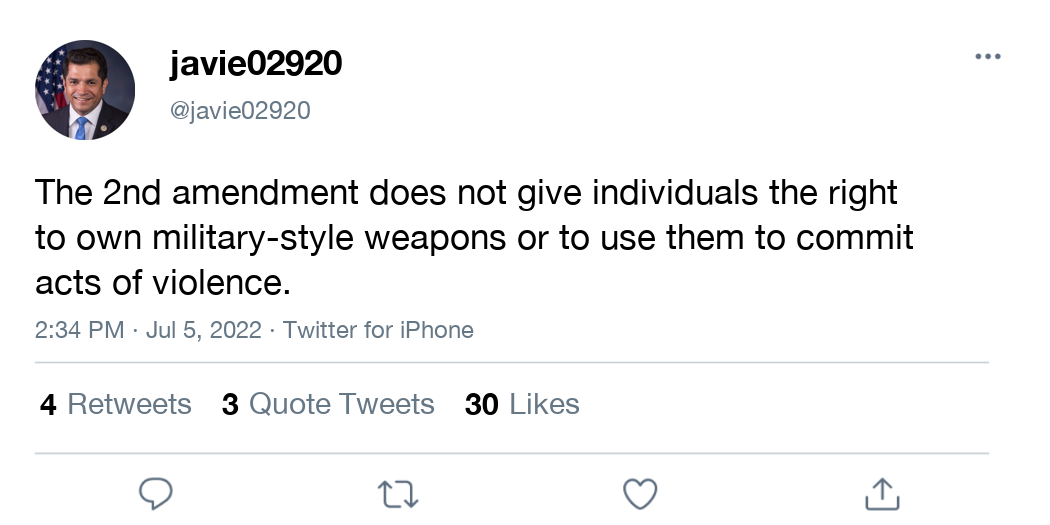 javie02920
@javie02920
The 2nd amendment does not give individuals the right
to own military-style weapons or to use them to commit
acts of violence.
2:34 PM · Jul 5, 2022 · Twitter for iPhone
4 Retweets 3 Quote Tweets 30 Likes